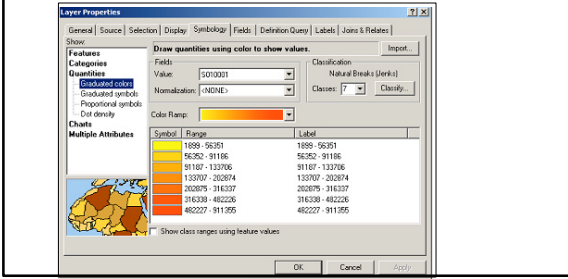 Layer Properties
General Source Selection Display Symbology Fields Definition Query Labels Joins & Relates
Show:
Features
Categories
Quantities
Graduated colors
Graduated symbols
Proportional symbols
Dot density
Charts
Multiple Attributes
Draw quantities using color to show values.
Import...
Fields
Value: SO10001
Normalization: <NONE>
Classification
Natural Breaks (Jenks)
Classes: 7 Classify...
Color Ramp:
Symbol Range Label
1899 - 56351 1899 - 56351
56352 - 91186 56352 - 91186
91187 - 133706 91187 - 133706
133707 - 202874 133707 - 202874
202875 - 316337 202875 - 316337
316338 - 482226 316338 - 482226
482227 - 911355 482227 - 911355
Show class ranges using feature values
OK Cancel Apply